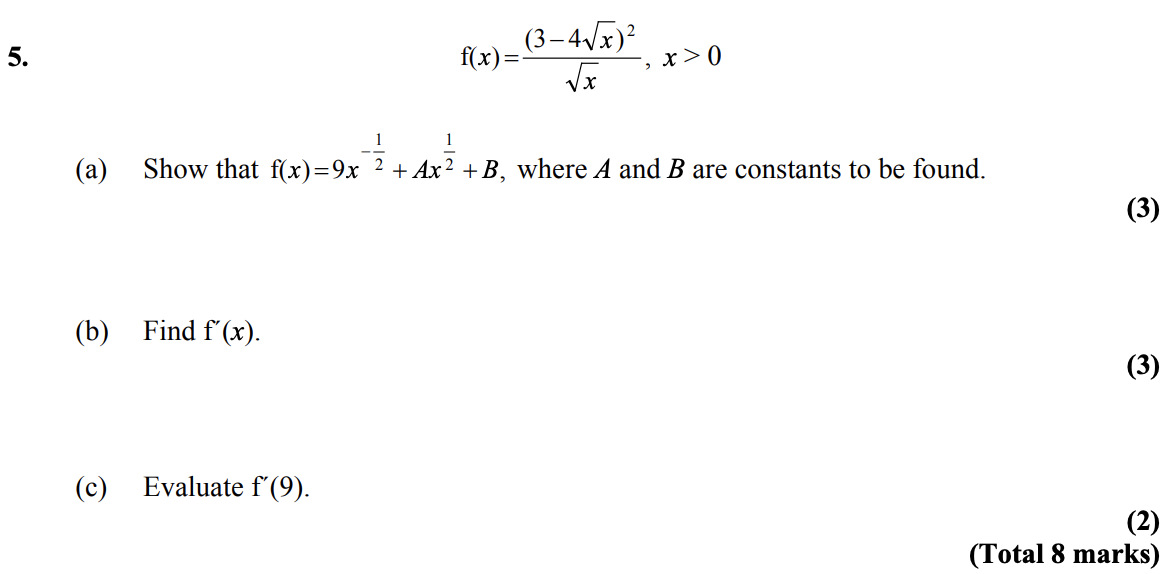 5. f(x)=\frac{(3-4\sqrt{x})^2}{\sqrt{x}}, x > 0
(a) Show that f(x)=9x^{-\frac{1}{2}} + Ax^{\frac{1}{2}} + B, where A and B are constants to be found.
(3)
(b) Find f′(x).
(3)
(c) Evaluate f′(9).
(2)
(Total 8 marks)